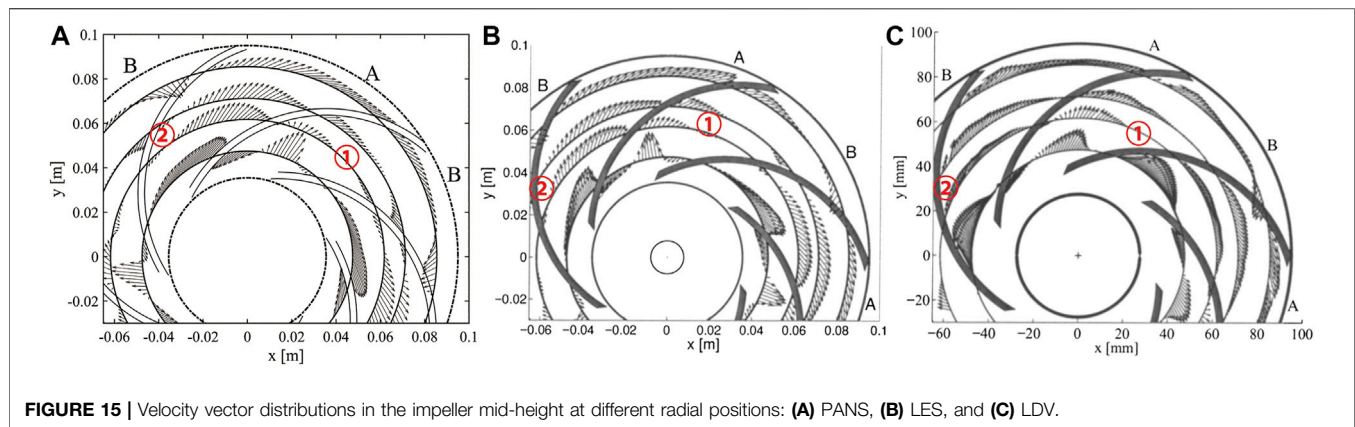 A
0.1
0.08
0.06
0.04
0.02
0
-0.02
y [m]
-0.06
-0.04
-0.02
0
0.02
0.04
0.06
0.08
0.1
x [m]
B
A
B
2
1
B
0.1
0.08
0.06
0.04
0.02
0
−0.02
y [m]
−0.06
−0.04
−0.02
0
0.02
0.04
0.06
0.08
0.1
x [m]
A
B
B
A
1
2
C
100
80
60
40
20
0
−20
y [mm]
−60
−40
−20
0
20
40
60
80
100
x [mm]
A
B
B
A
1
2
FIGURE 15 | Velocity vector distributions in the impeller mid-height at different radial positions: (A) PANS, (B) LES, and (C) LDV.